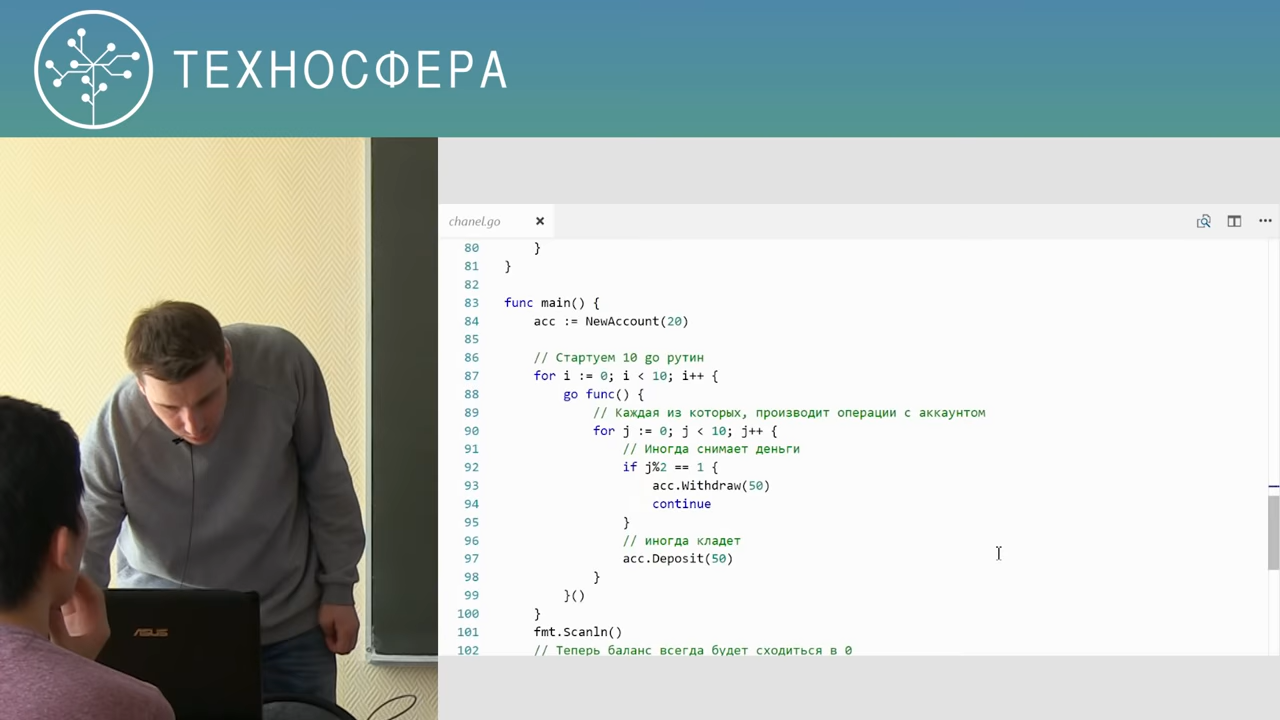 ТЕХНОСФЕРА
chanel.go
80 }
81 }
82
83 func main() {
84 acc := NewAccount(20)
85
86 // Стартуем 10 go рутин
87 for i := 0; i < 10; i++ {
88 go func() {
89 // Каждая из которых, производит операции с аккаунтом
90 for j := 0; j < 10; j++ {
91 // Иногда снимает деньги
92 if j%2 == 1 {
93 acc.Withdraw(50)
94 continue
95 }
96 // иногда кладет
97 acc.Deposit(50)
98 }
99 }()
100 }
101 fmt.Scanln()
102 // Теперь баланс всегда будет сходиться в 0
ASUS